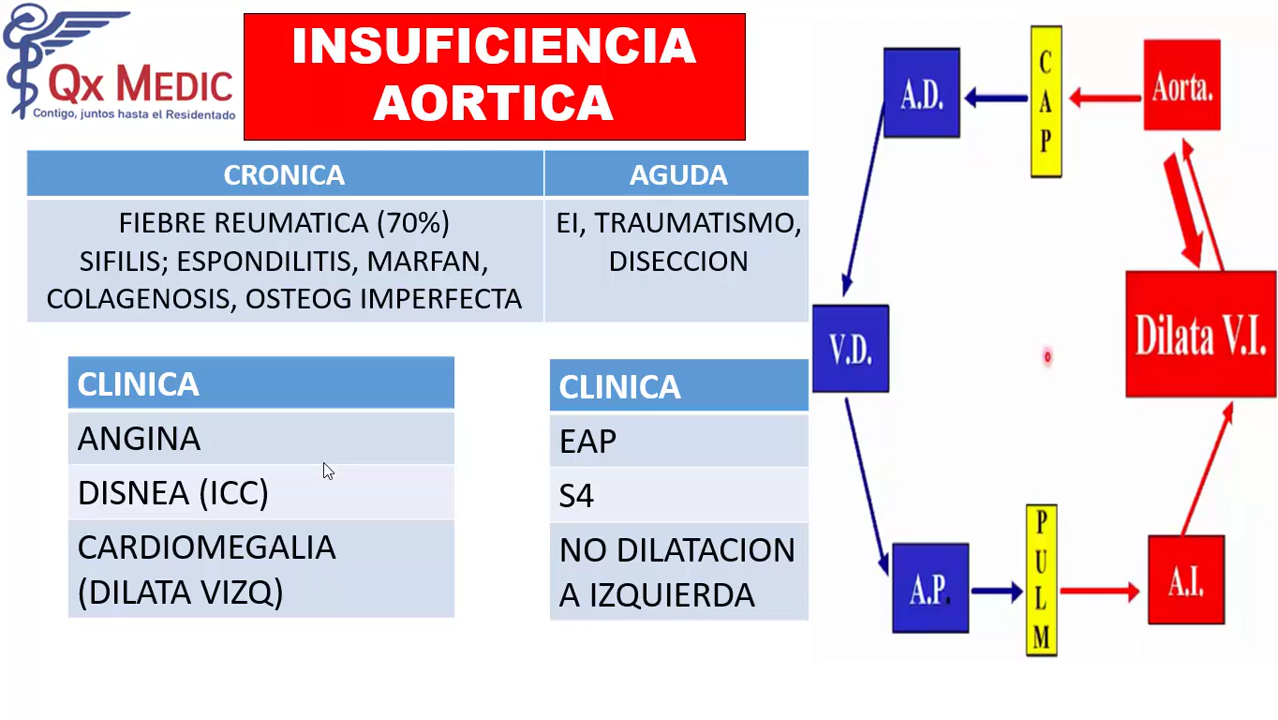 Qx MEDIC
Contigo, juntos hasta el Residentado
INSUFICIENCIA
AORTICA
CRONICA
AGUDA
FIEBRE REUMATICA (70%)
SIFILIS; ESPONDILITIS, MARFAN,
COLAGENOSIS, OSTEOG IMPERFECTA
EI, TRAUMATISMO,
DISECCION
CLINICA
ANGINA
DISNEA (ICC)
CARDIOMEGALIA
(DILATA VIZQ)
CLINICA
EAP
S4
NO DILATACION
A IZQUIERDA
A.D.
C
A
P
Aorta.
V.D.
Dilata V.I.
A.P.
P
U
L
M
A.I.